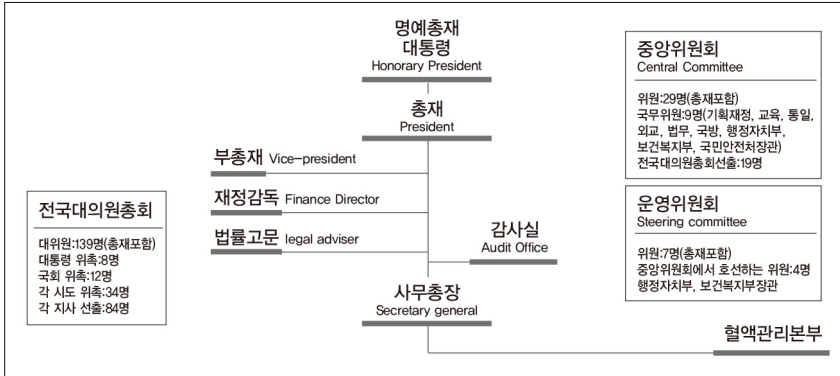 명예총재
대통령
Honorary President
총재
President
부총재 Vice-president
재정감독 Finance Director
법률고문 legal adviser
감사실
Audit Office
사무총장
Secretary general
혈액관리본부
전국대의원총회
대위원:139명(총재포함)
대통령 위촉:8명
국회 위촉:12명
각 시도 위촉:34명
각 지사 선출:84명
중앙위원회
Central Committee
위원:29명(총재포함)
국무위원:9명(기획재정, 교육, 통일,
외교, 법무, 국방, 행정자치부,
보건복지부, 국민안전처장관)
전국대의원총회선출:19명
운영위원회
Steering committee
위원:7명(총재포함)
중앙위원회에서 호선하는 위원:4명
행정자치부, 보건복지부장관